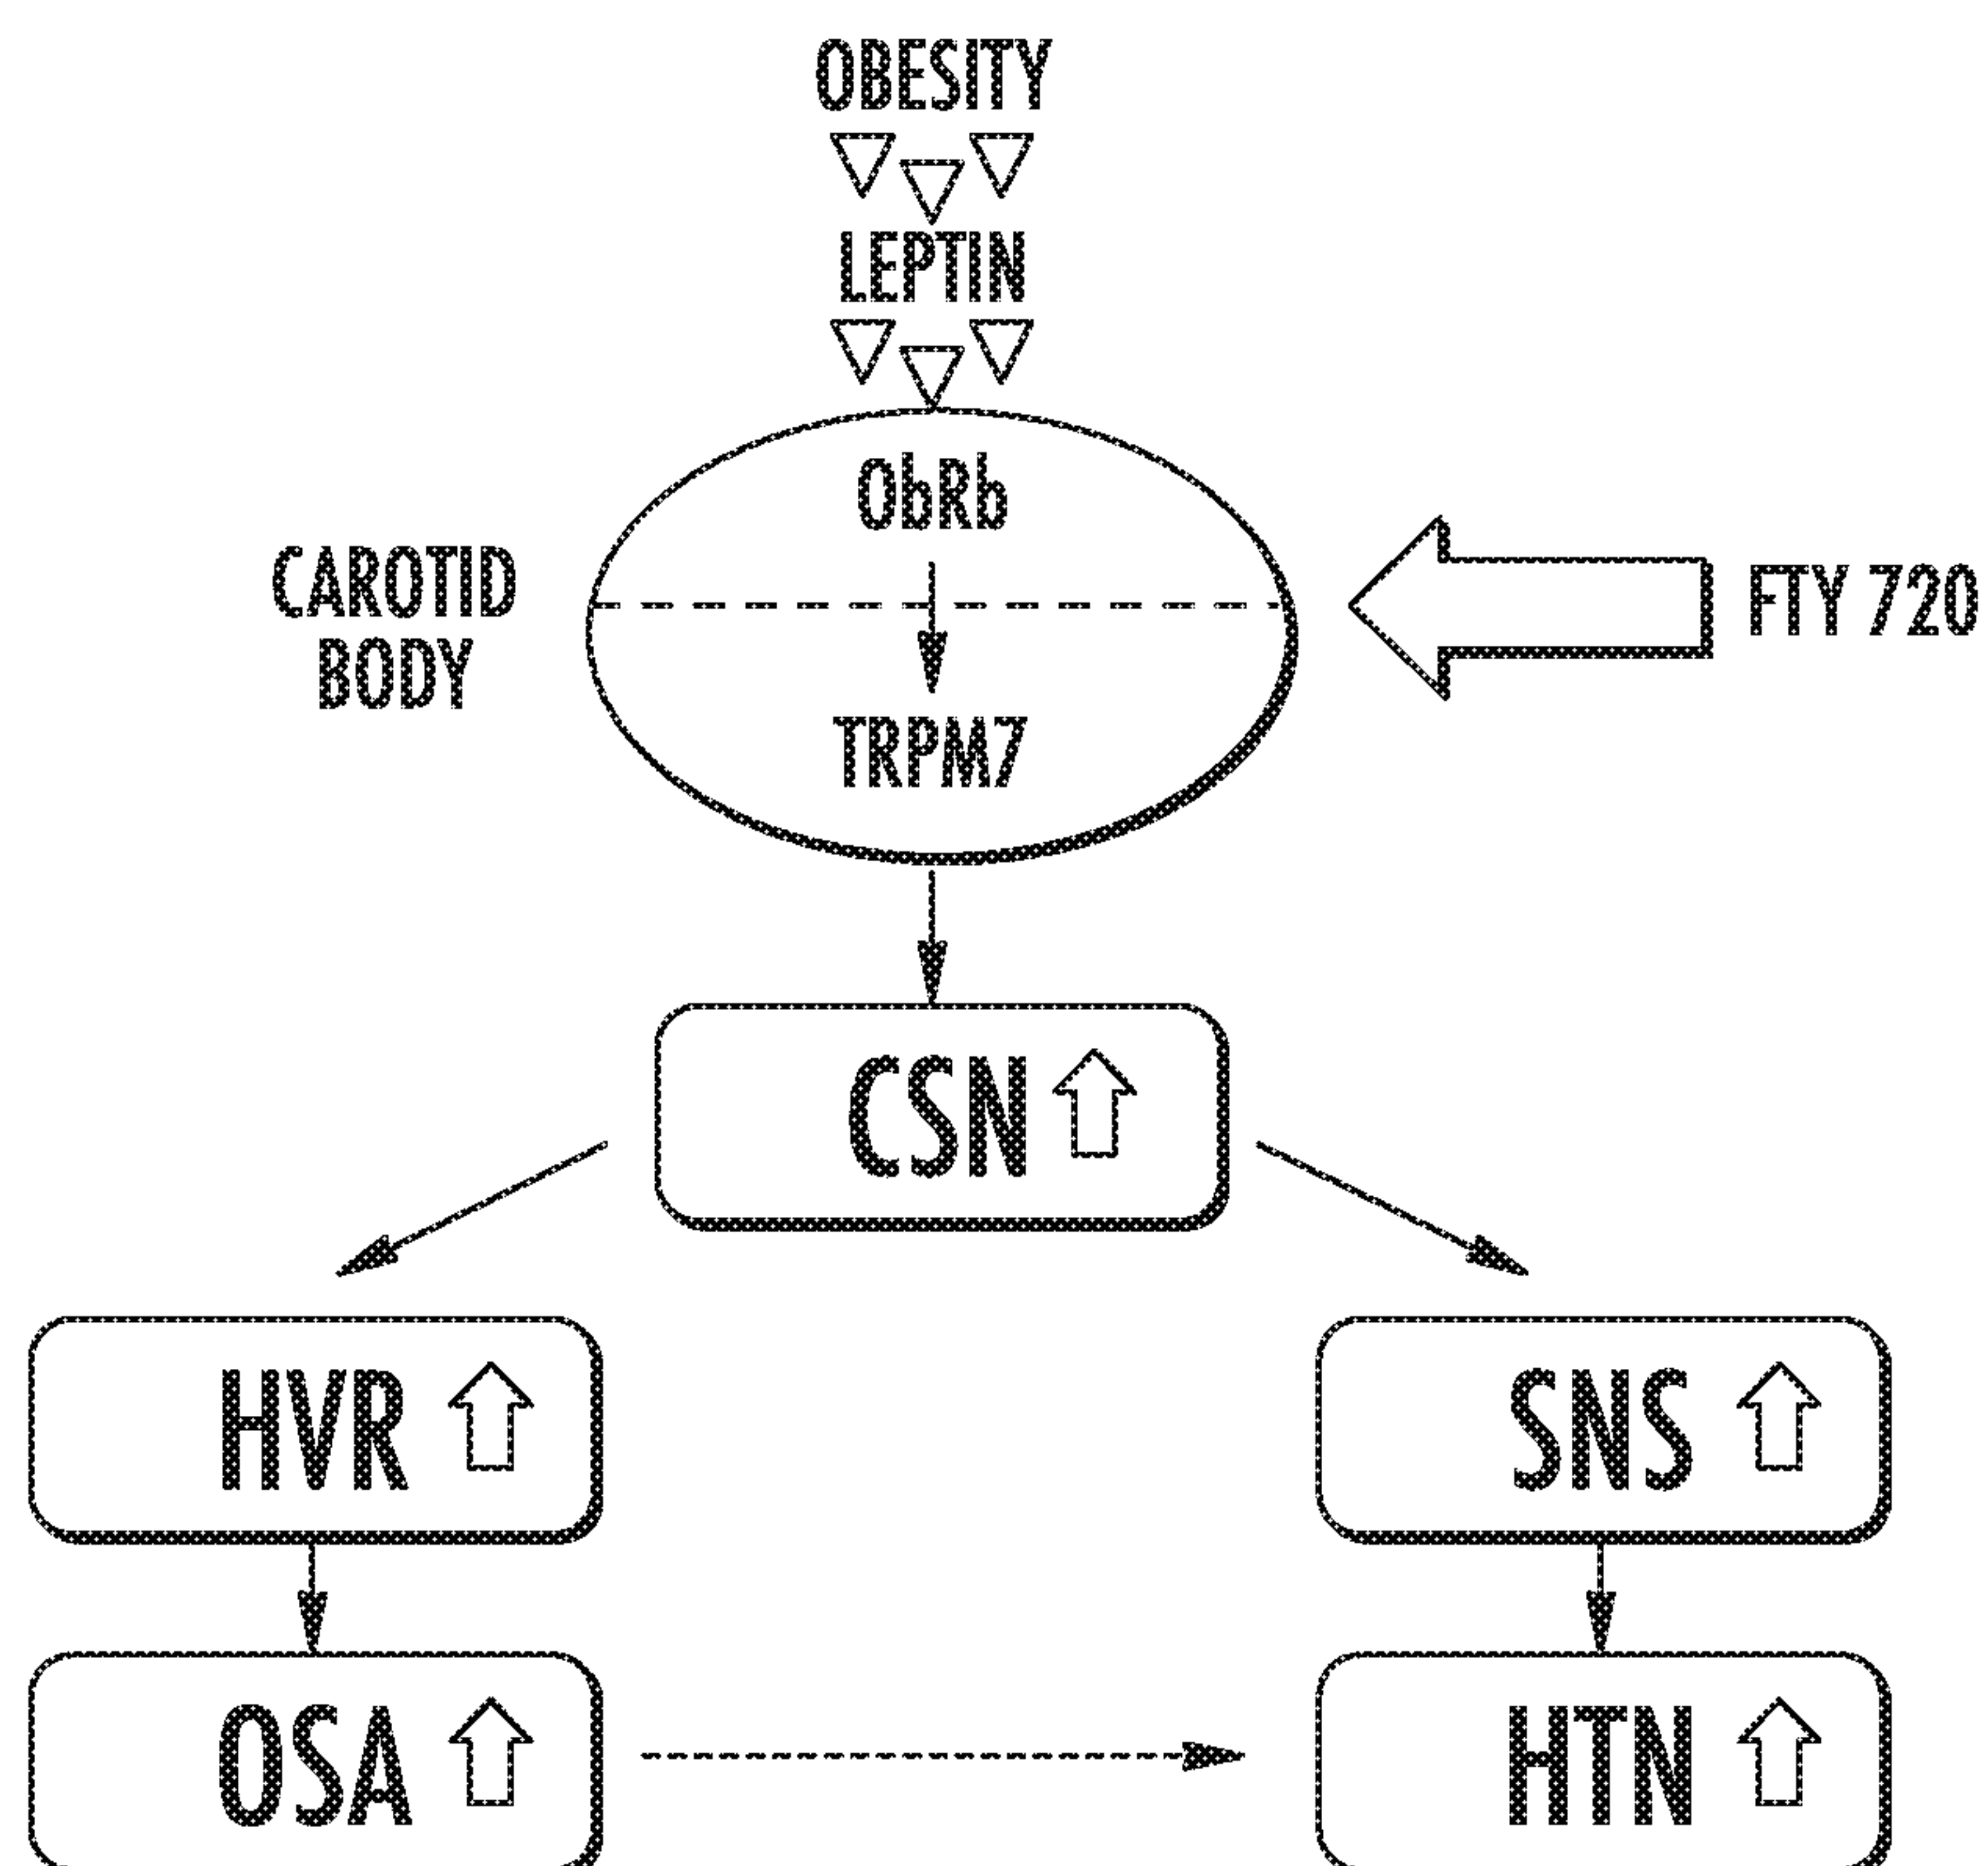 OBESITY
LEPTIN
ObRb
CAROTID
BODY
FTY 720
TRPM7
CSN
HVR
SNS
OSA
HTN